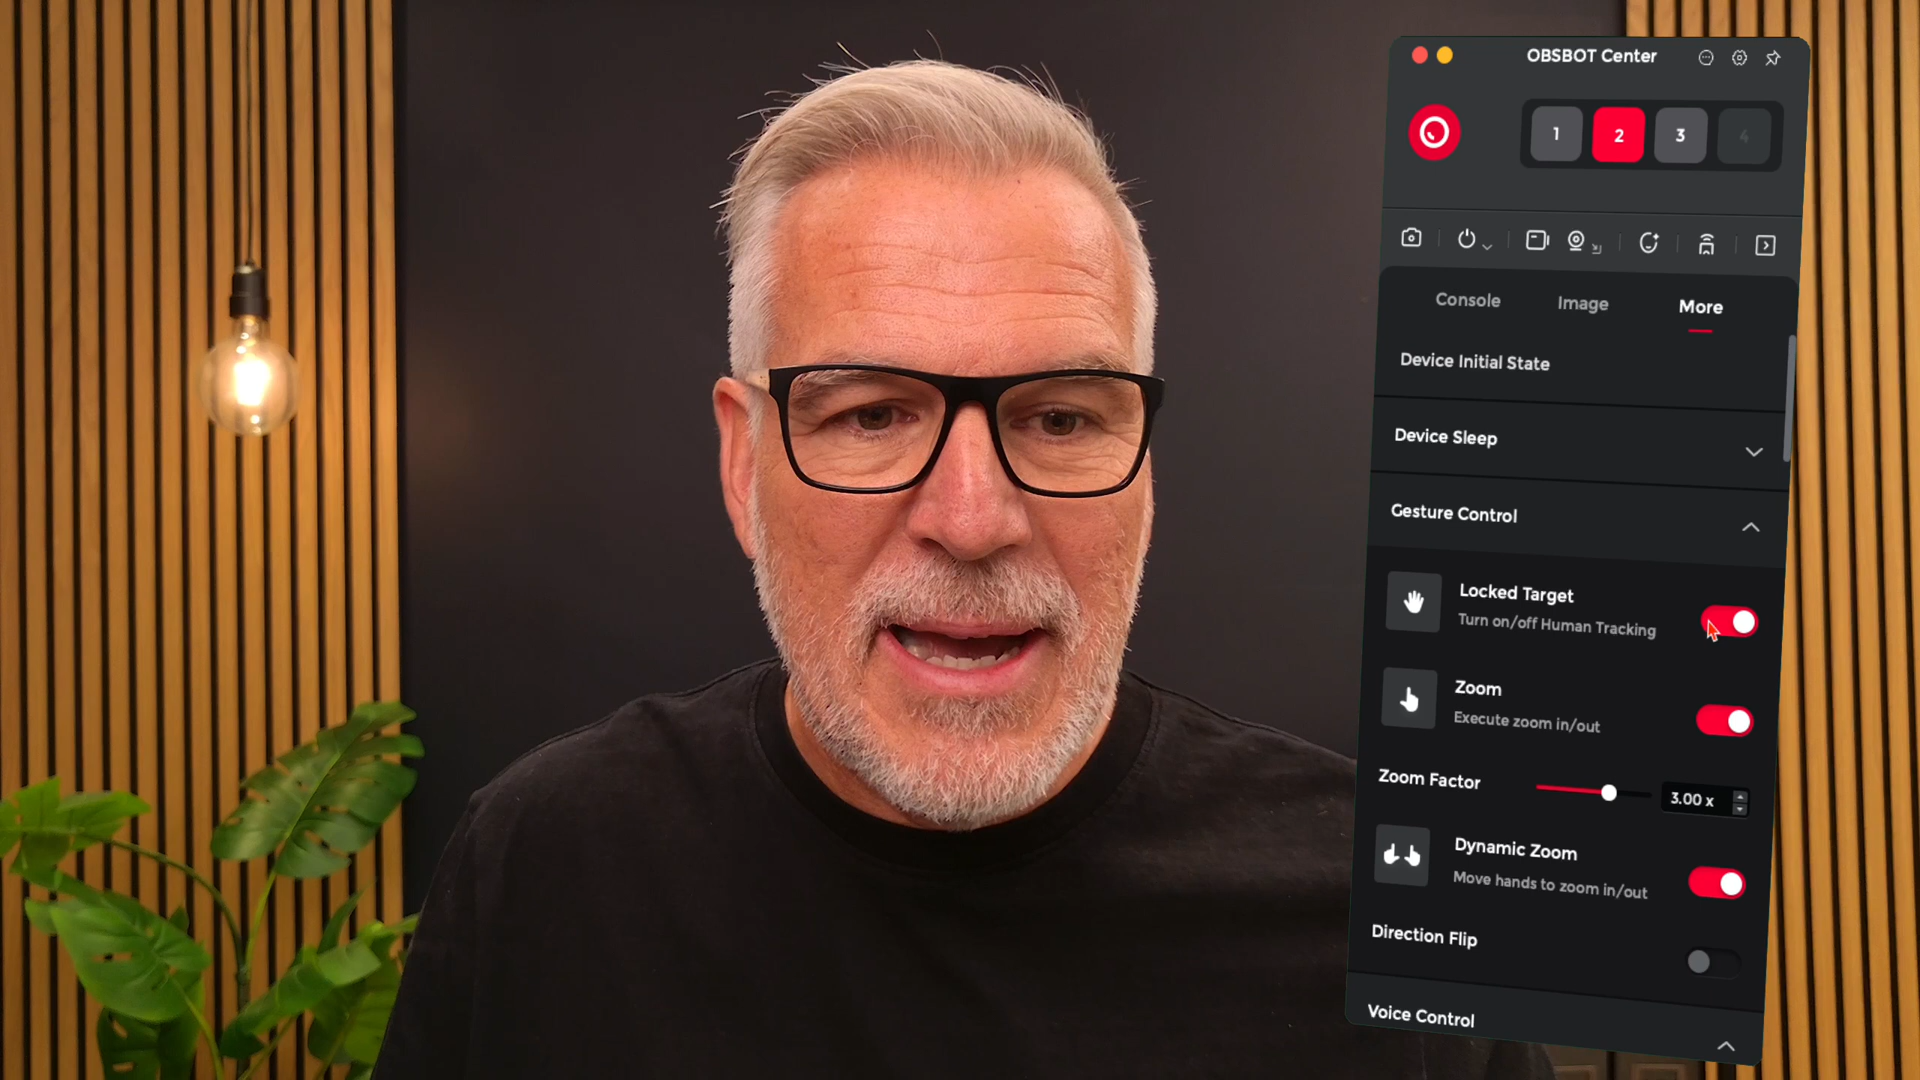 OBSBOT Center
1 2 3 4
Console Image More
Device Initial State
Device Sleep
Gesture Control
Locked Target
Turn on/off Human Tracking
Zoom
Execute zoom in/out
Zoom Factor 3.00 x
Dynamic Zoom
Move hands to zoom in/out
Direction Flip
Voice Control